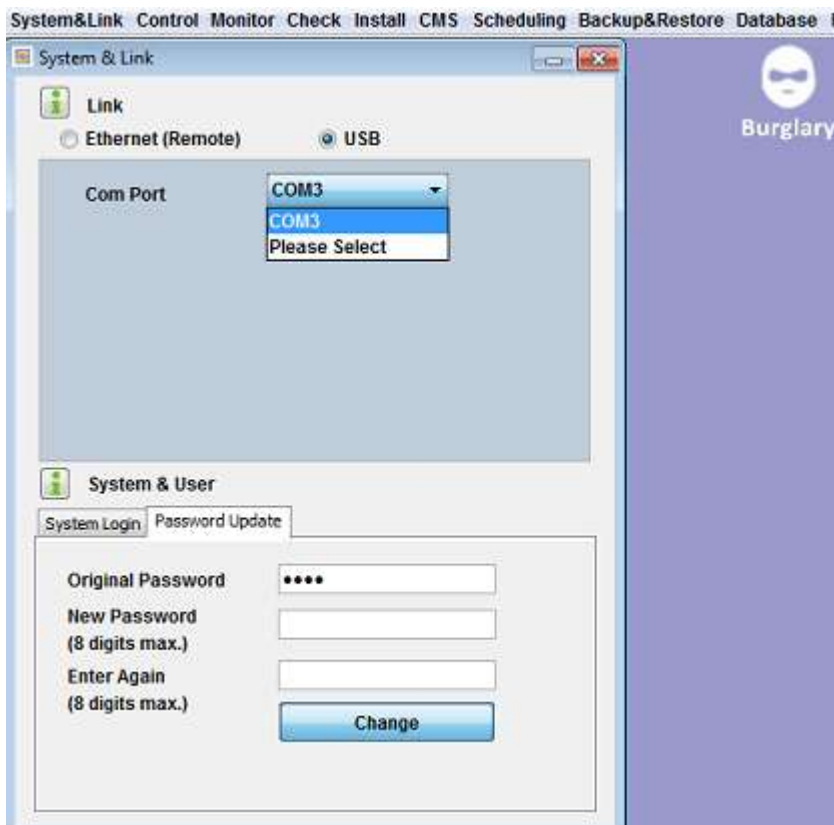 System&Link Control Monitor Check Install CMS Scheduling Backup&Restore Database
System & Link
Link
Ethernet (Remote) USB
Burglary
Com Port COM3
COM3
Please Select
System & User
System Login Password Update
Original Password ••••
New Password
(8 digits max.)
Enter Again
(8 digits max.)
Change